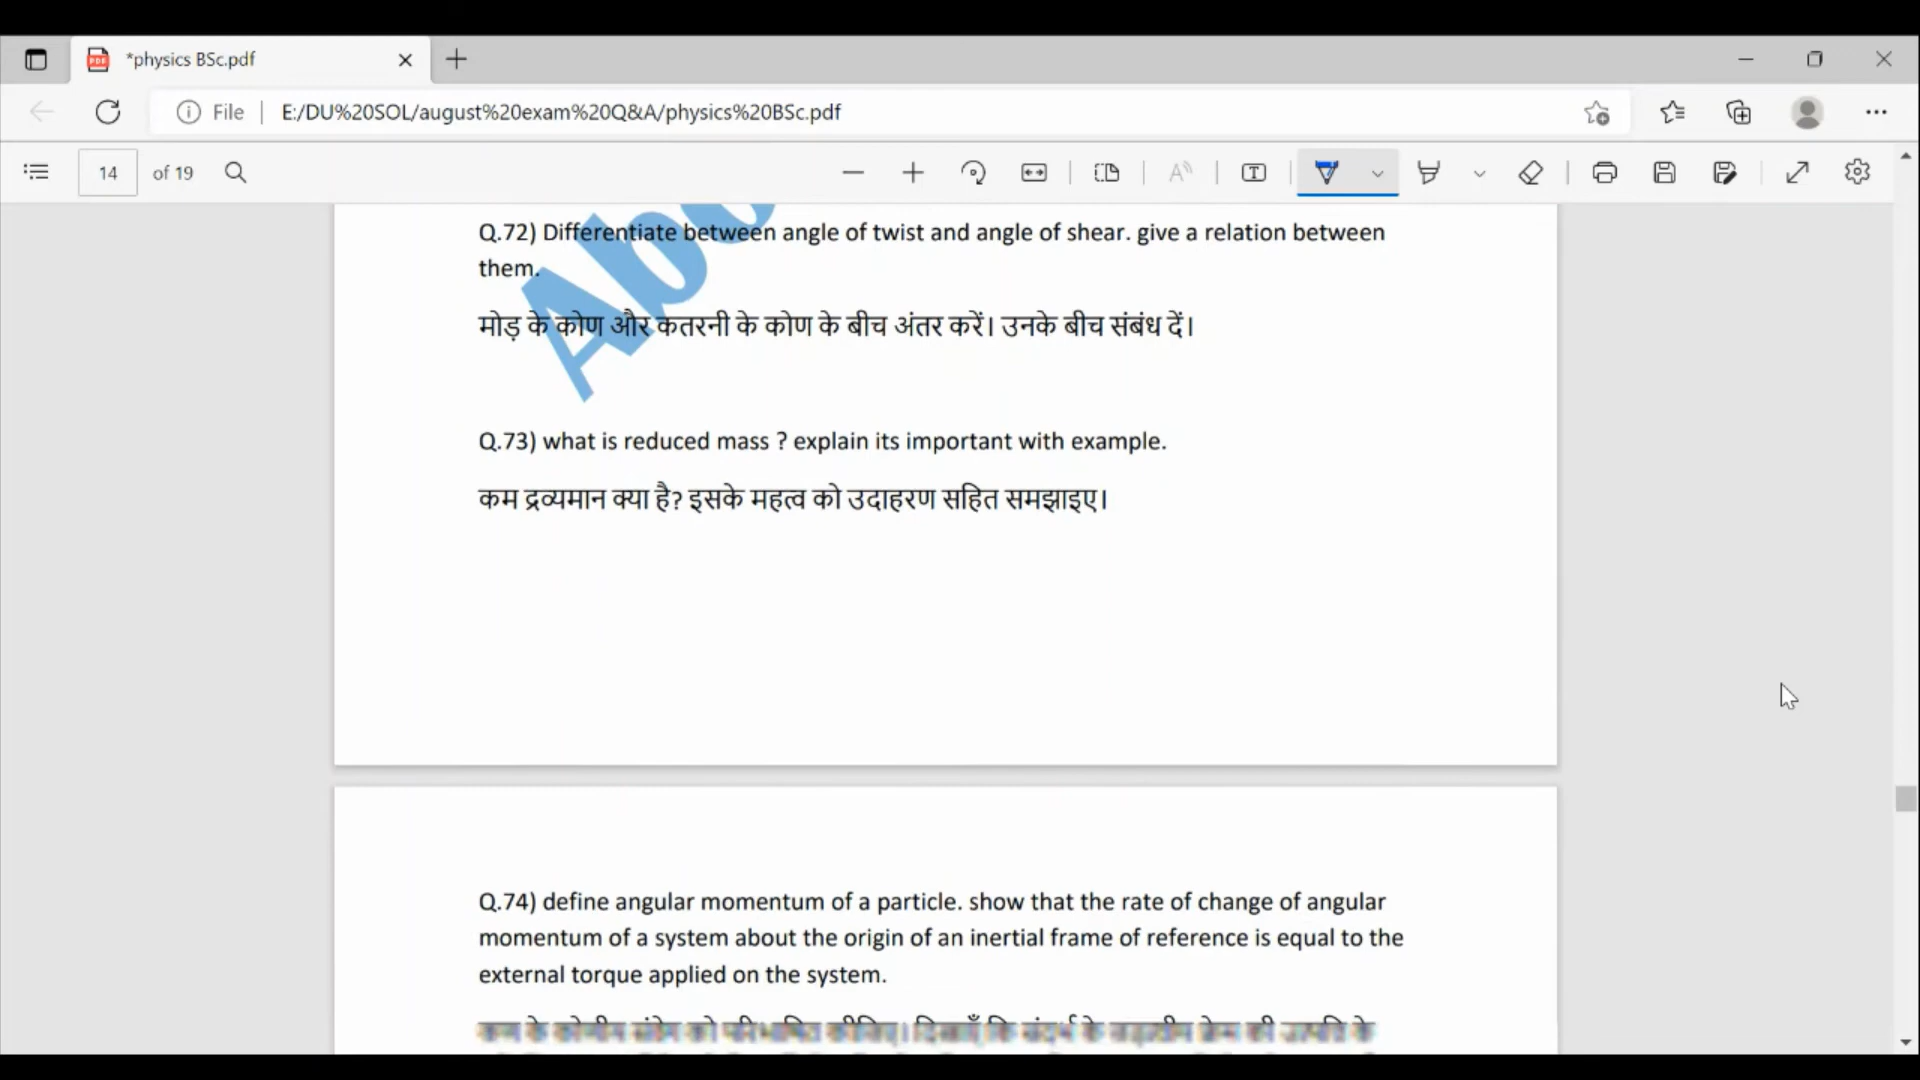 *physics BSc.pdf
File E:/DU%20SOL/august%20exam%20Q&A/physics%20BSc.pdf
14 of 19
Abo
Q.72) Differentiate between angle of twist and angle of shear. give a relation between
them.
मोड़ के कोण और कतरनी के कोण के बीच अंतर करें। उनके बीच संबंध दें।
Q.73) what is reduced mass ? explain its important with example.
कम द्रव्यमान क्या है? इसके महत्व को उदाहरण सहित समझाइए।
Q.74) define angular momentum of a particle. show that the rate of change of angular
momentum of a system about the origin of an inertial frame of reference is equal to the
external torque applied on the system.
कण के कोणीय संवेग को परिभाषित कीजिए। दिखाएँ कि संदर्भ के